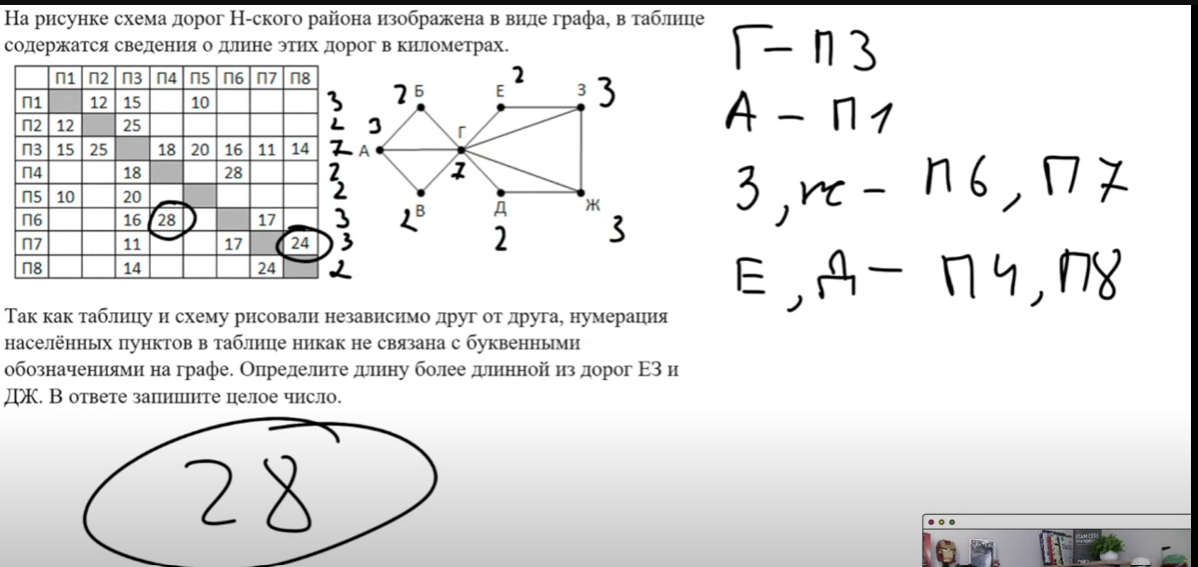 На рисунке схема дорог Н-ского района изображена в виде графа, в таблице
содержатся сведения о длине этих дорог в километрах.
П1 П2 П3 П4 П5 П6 П7 П8
П1 12 15 10 3
П2 12 25 2
П3 15 25 18 20 16 11 14 7
П4 18 28 2
П5 10 20 2
П6 16 28 17 3
П7 11 17 24 3
П8 14 24 2
2 Б
Е 2
З 3
3 А
Г 7
В 2
Д 2
Ж 3
Г - П3
А - П1
З, ж - П6, П7
Е, Д - П4, П8
Так как таблицу и схему рисовали независимо друг от друга, нумерация
населённых пунктов в таблице никак не связана с буквенными
обозначениями на графе. Определите длину более длинной из дорог ЕЗ и
ДЖ. В ответе запишите целое число.
28